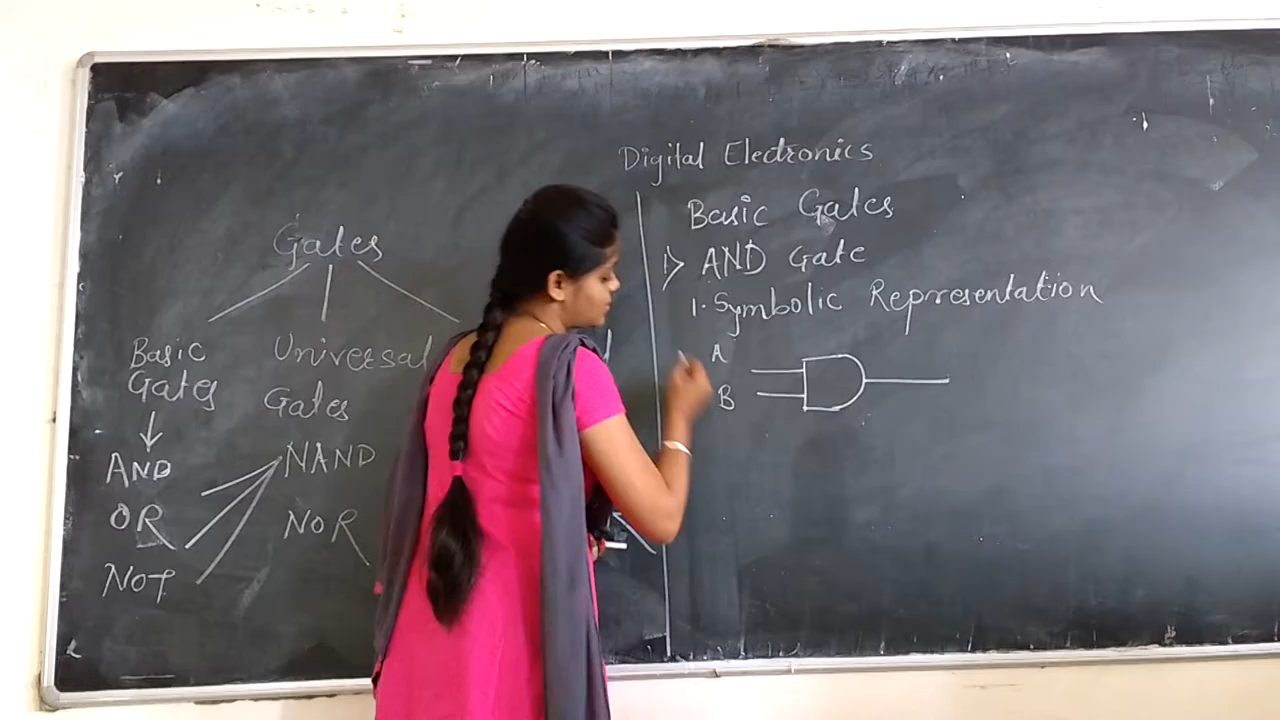 Digital Electronics
Gates
Basic
Gates
AND
OR
NOT
Universal
Gates
NAND
NOR
Basic Gates
1> AND Gate
1. Symbolic Representation
A
B